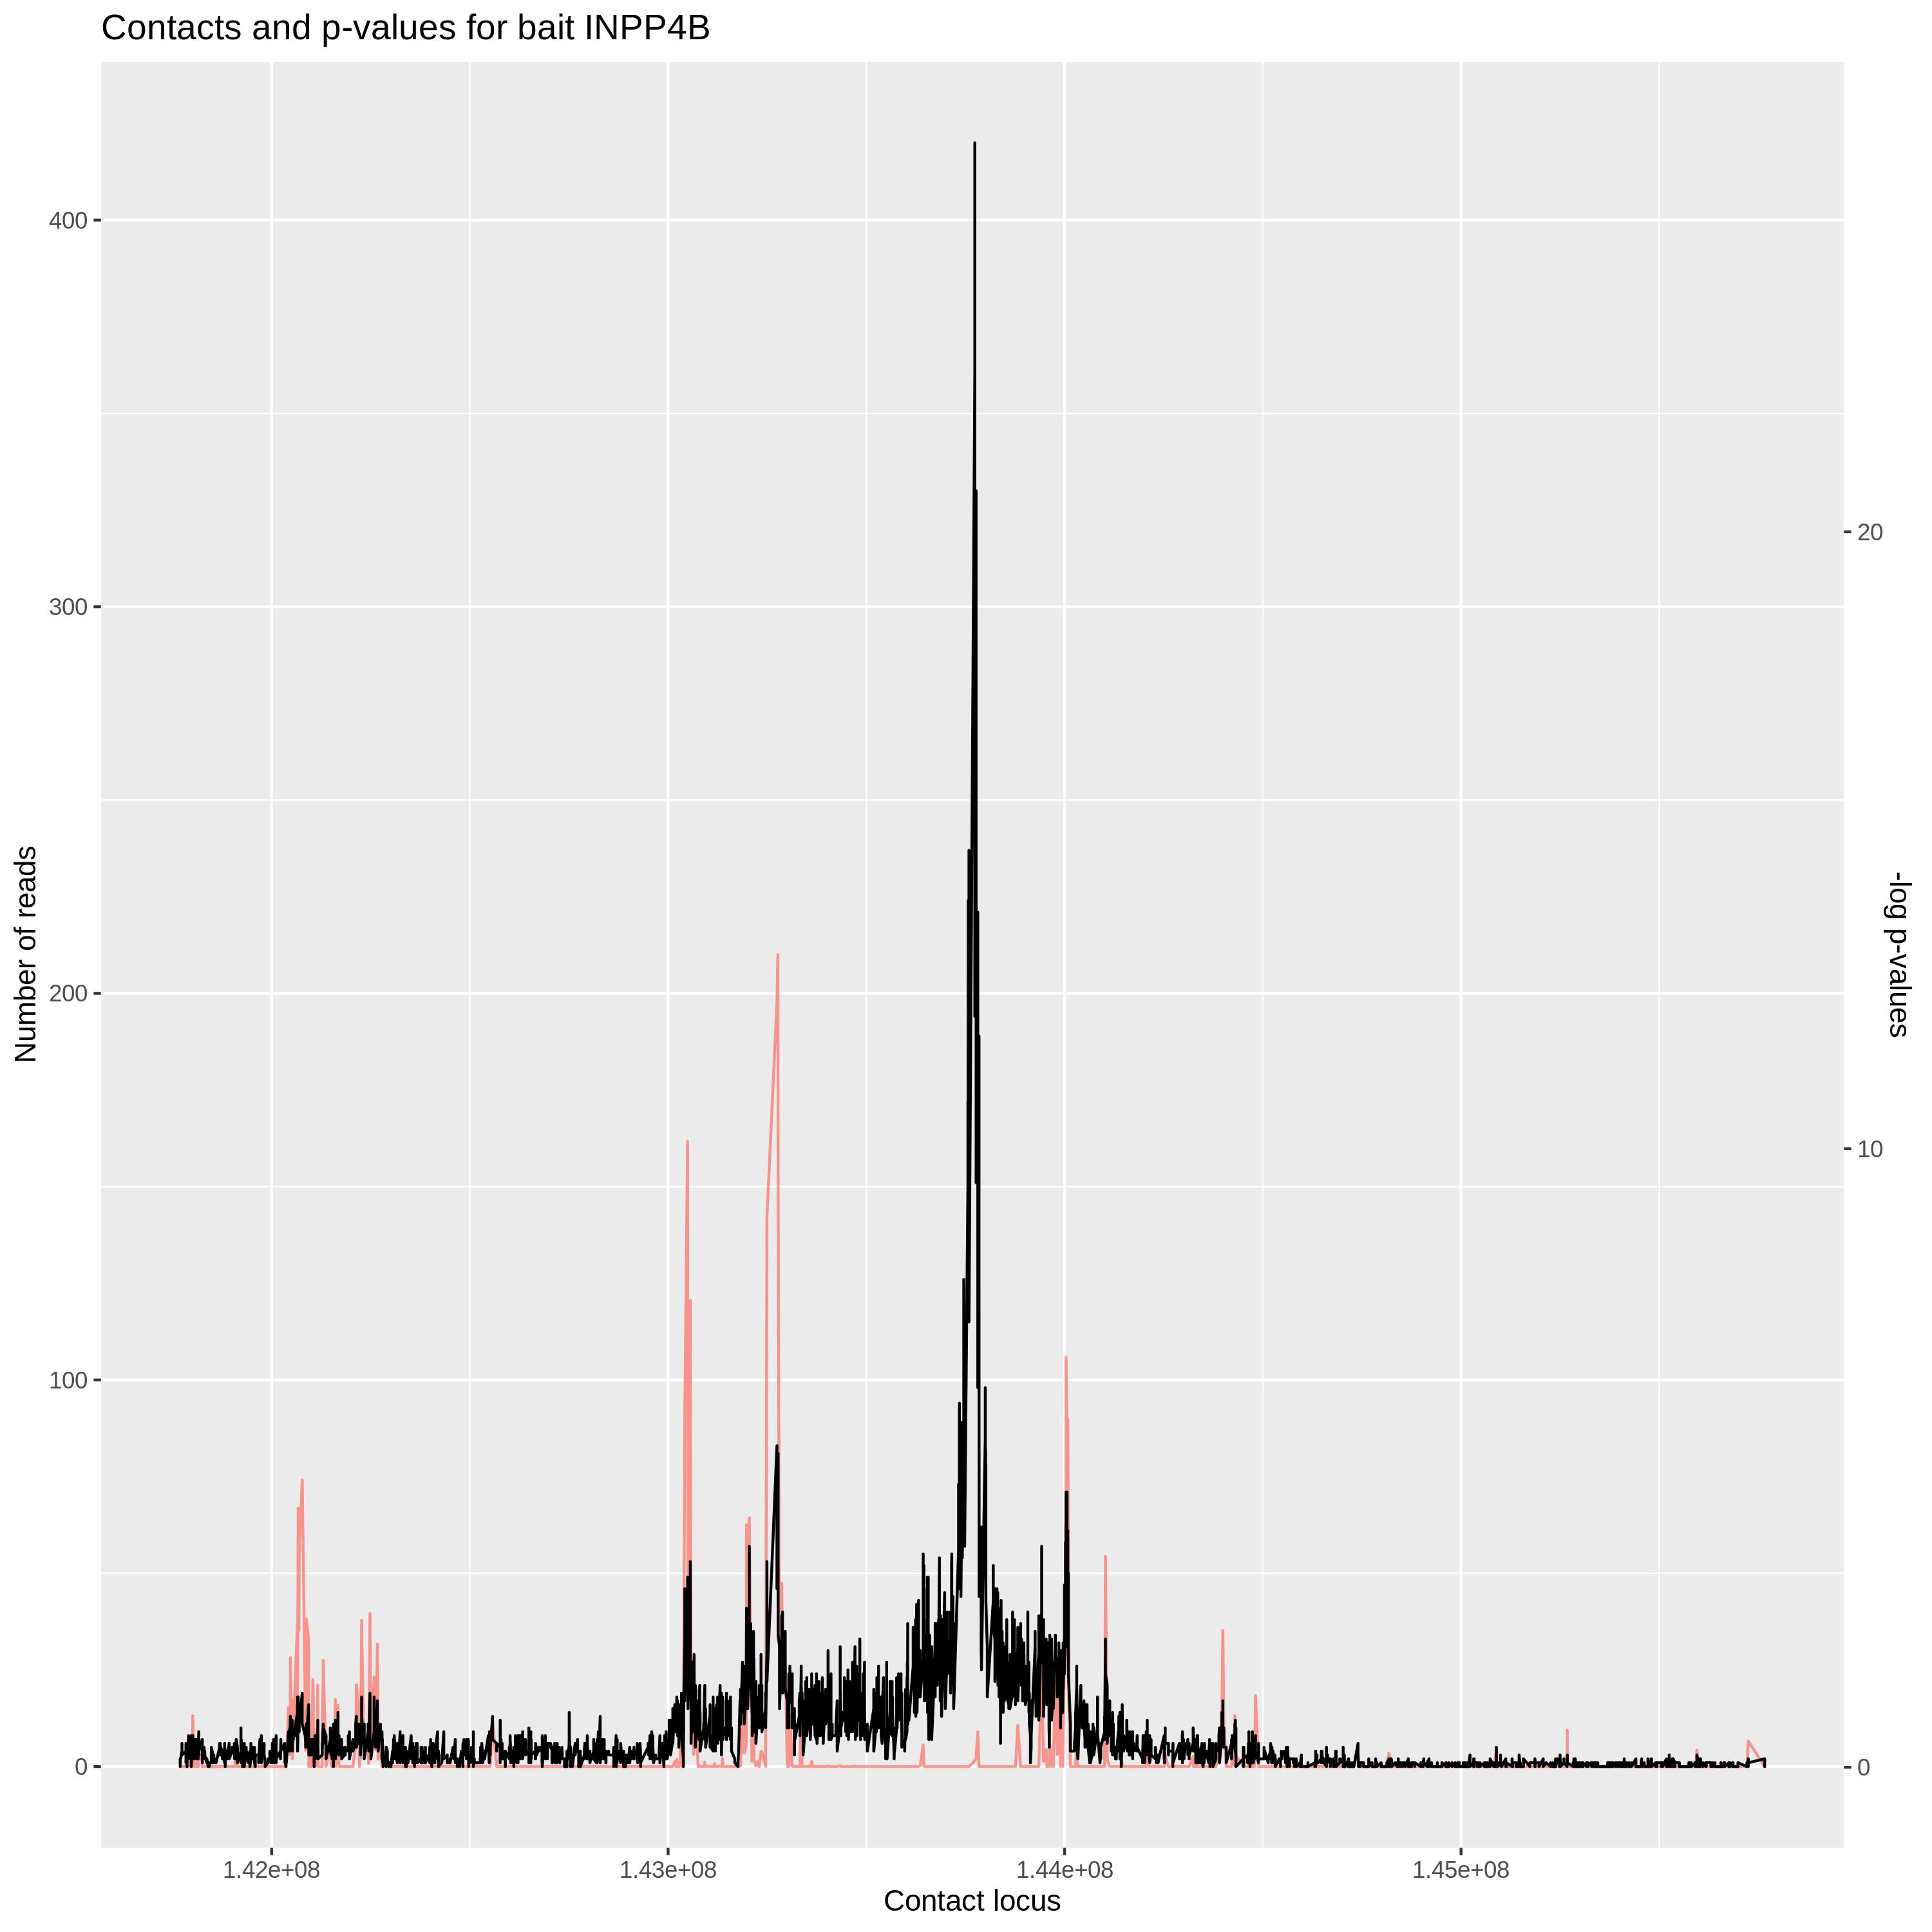 Contacts and p-values for bait INPP4B
Number of reads
400
300
200
100
0
20
10
0
-log p-values
1.42e+08
1.43e+08
1.44e+08
1.45e+08
Contact locus